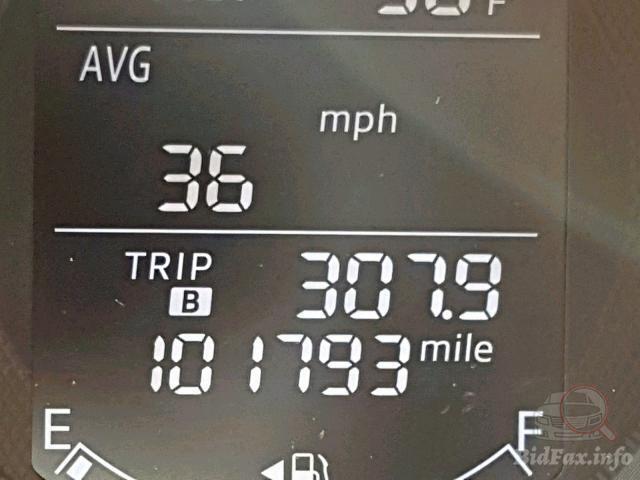 F
AVG
mph
36
TRIP 307.9
B
101793 mile
E F
BidFax.info